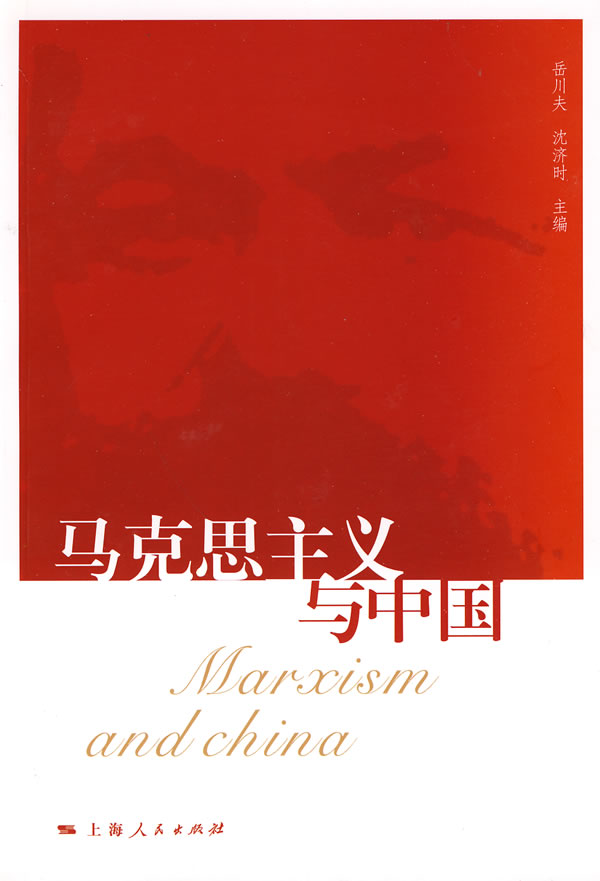 岳川夫 沈济时 主编
马克思主义
与中国
Marxism
and china
上海人民出版社